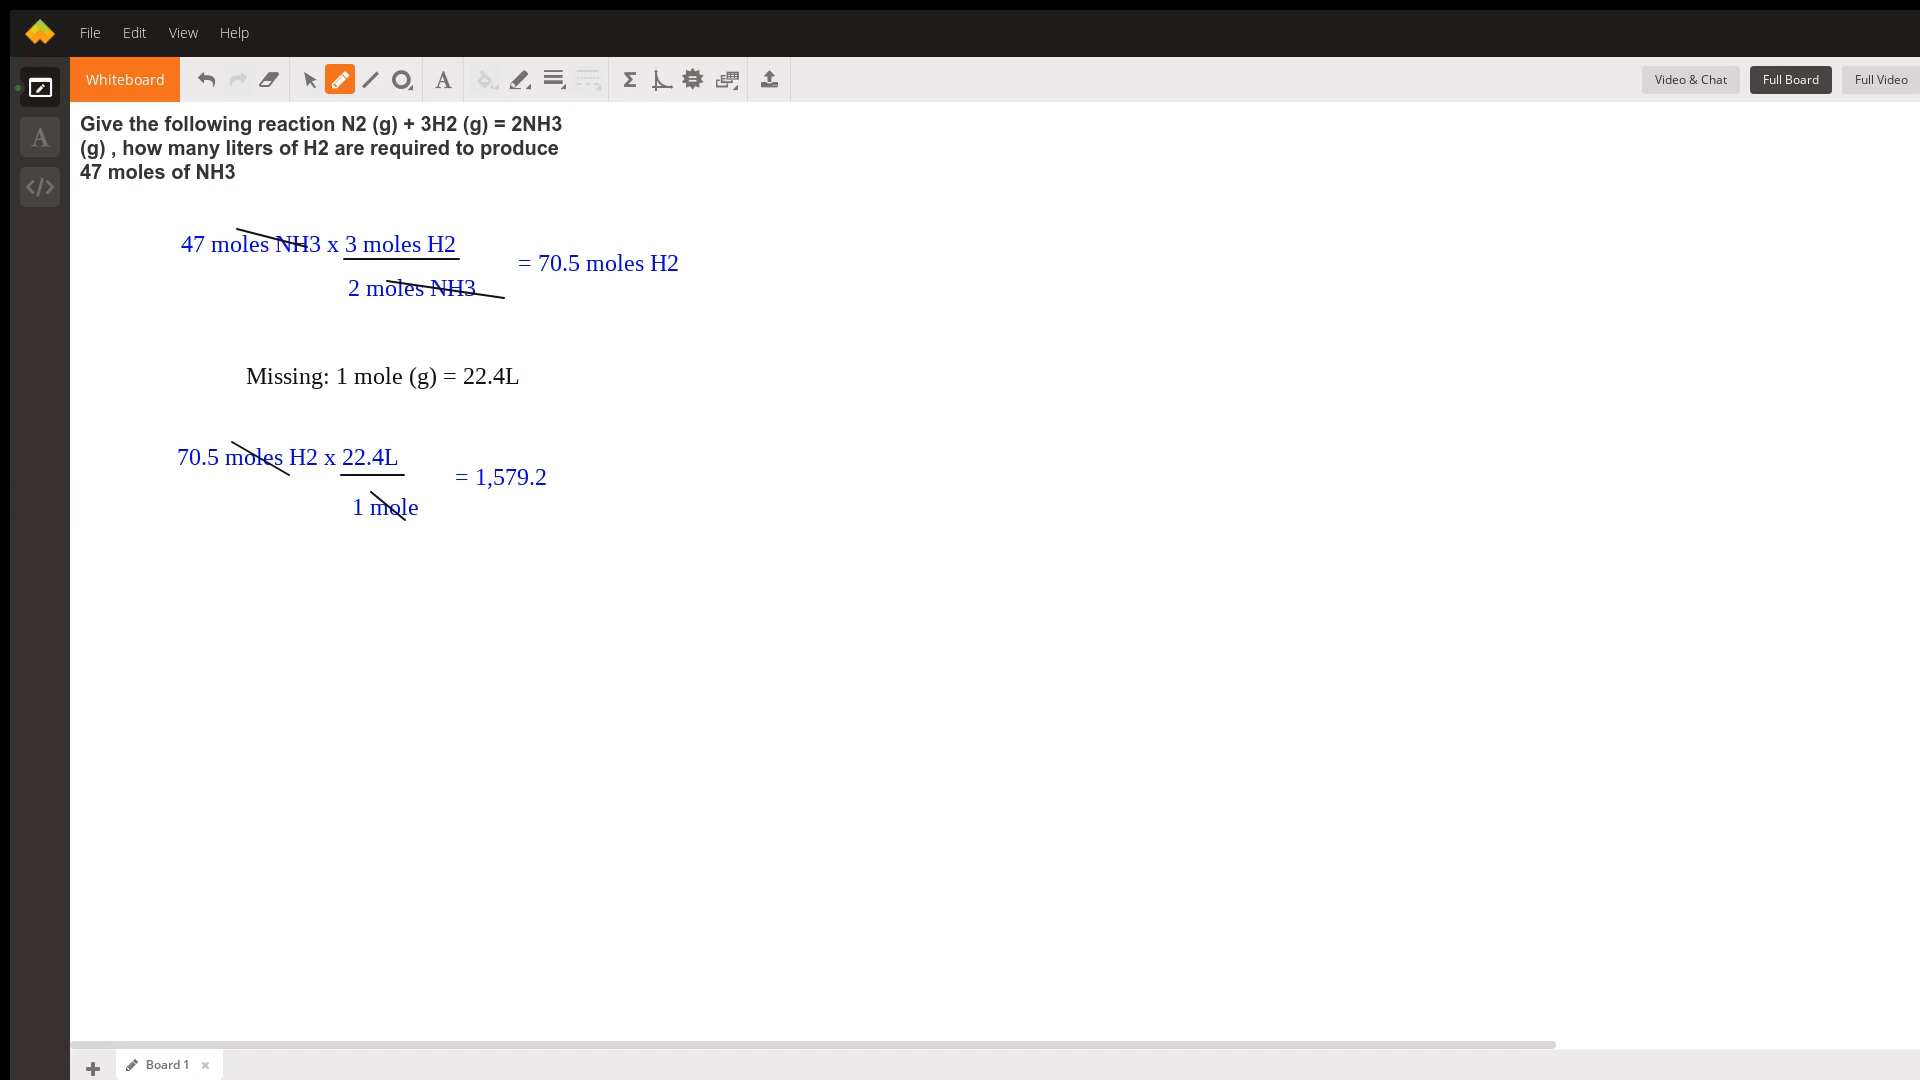 File Edit View Help
Whiteboard
Video & Chat Full Board Full Video
Give the following reaction N2 (g) + 3H2 (g) = 2NH3
(g) , how many liters of H2 are required to produce
47 moles of NH3
47 moles NH3 x 3 moles H2
= 70.5 moles H2
2 moles NH3
Missing: 1 mole (g) = 22.4L
70.5 moles H2 x 22.4L
= 1,579.2
1 mole
Board 1